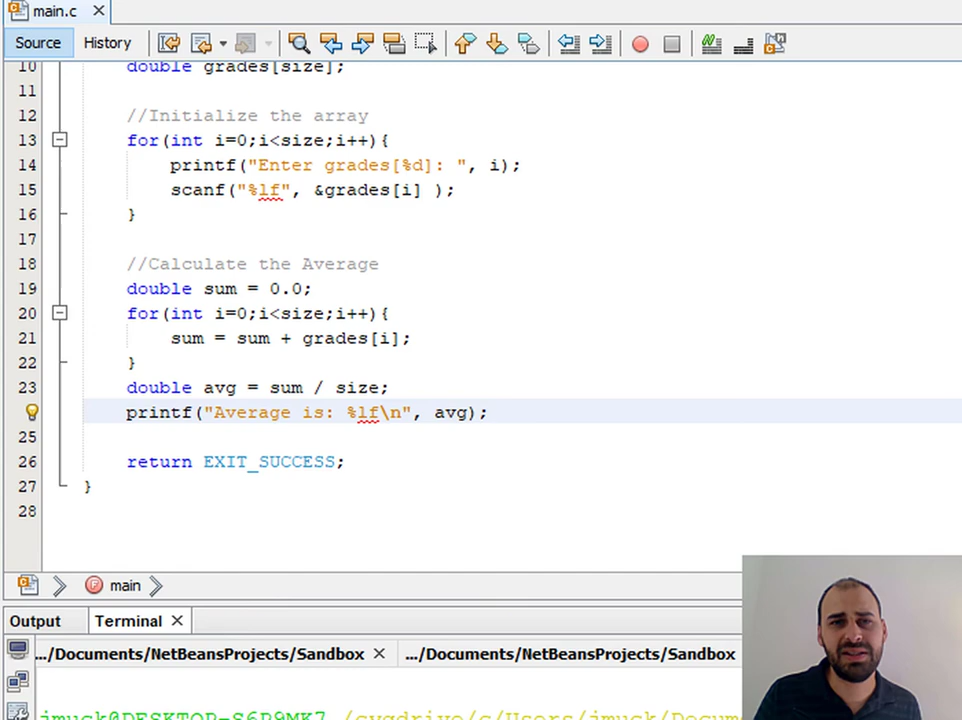 main.c
Source History
10 double grades[size];
11
12 //Initialize the array
13 for(int i=0;i<size;i++){
14 printf("Enter grades[%d]: ", i);
15 scanf("%lf", &grades[i] );
16 }
17
18 //Calculate the Average
19 double sum = 0.0;
20 for(int i=0;i<size;i++){
21 sum = sum + grades[i];
22 }
23 double avg = sum / size;
printf("Average is: %lf\n", avg);
25
26 return EXIT_SUCCESS;
27 }
28
main
Output Terminal
.../Documents/NetBeansProjects/Sandbox .../Documents/NetBeansProjects/Sandbox